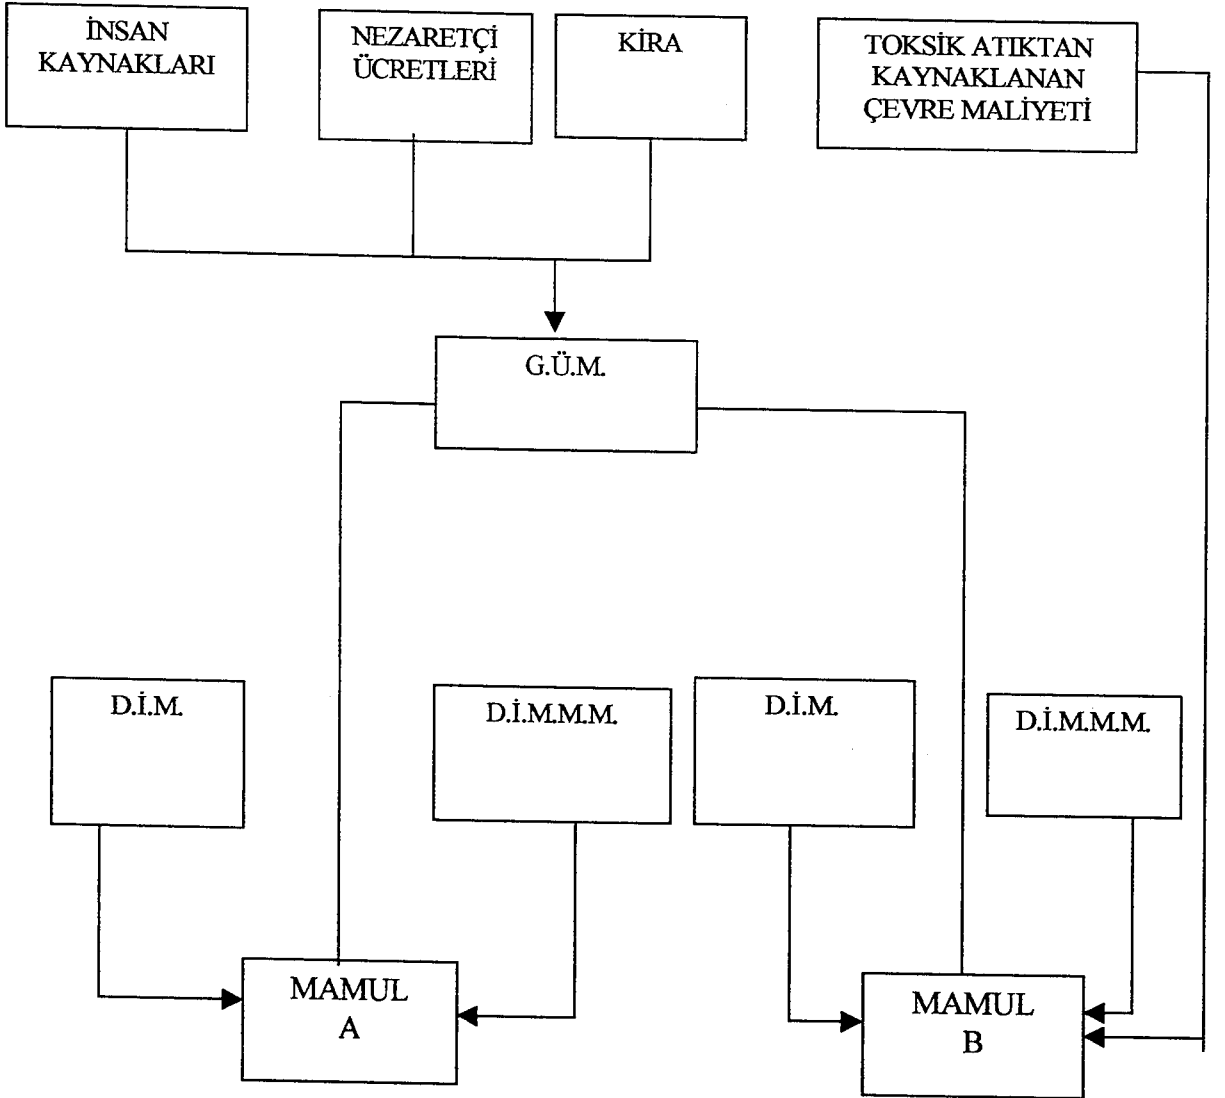 İNSAN
KAYNAKLARI
NEZARETÇİ
ÜCRETLERİ
KİRA
TOKSİK ATIKTAN
KAYNAKLANAN
ÇEVRE MALİYETİ
G.Ü.M.
D.İ.M.
D.İ.M.M.M.
D.İ.M.
D.İ.M.M.M.
MAMUL
A
MAMUL
B